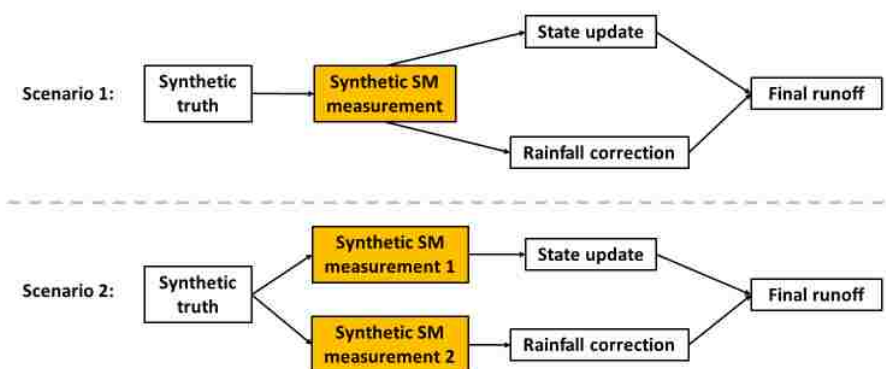 State update
Scenario 1:
Synthetic
truth
Synthetic SM
measurement
Final runoff
Rainfall correction
Synthetic SM
measurement 1
State update
Scenario 2:
Synthetic
truth
Final runoff
Synthetic SM
measurement 2
Rainfall correction